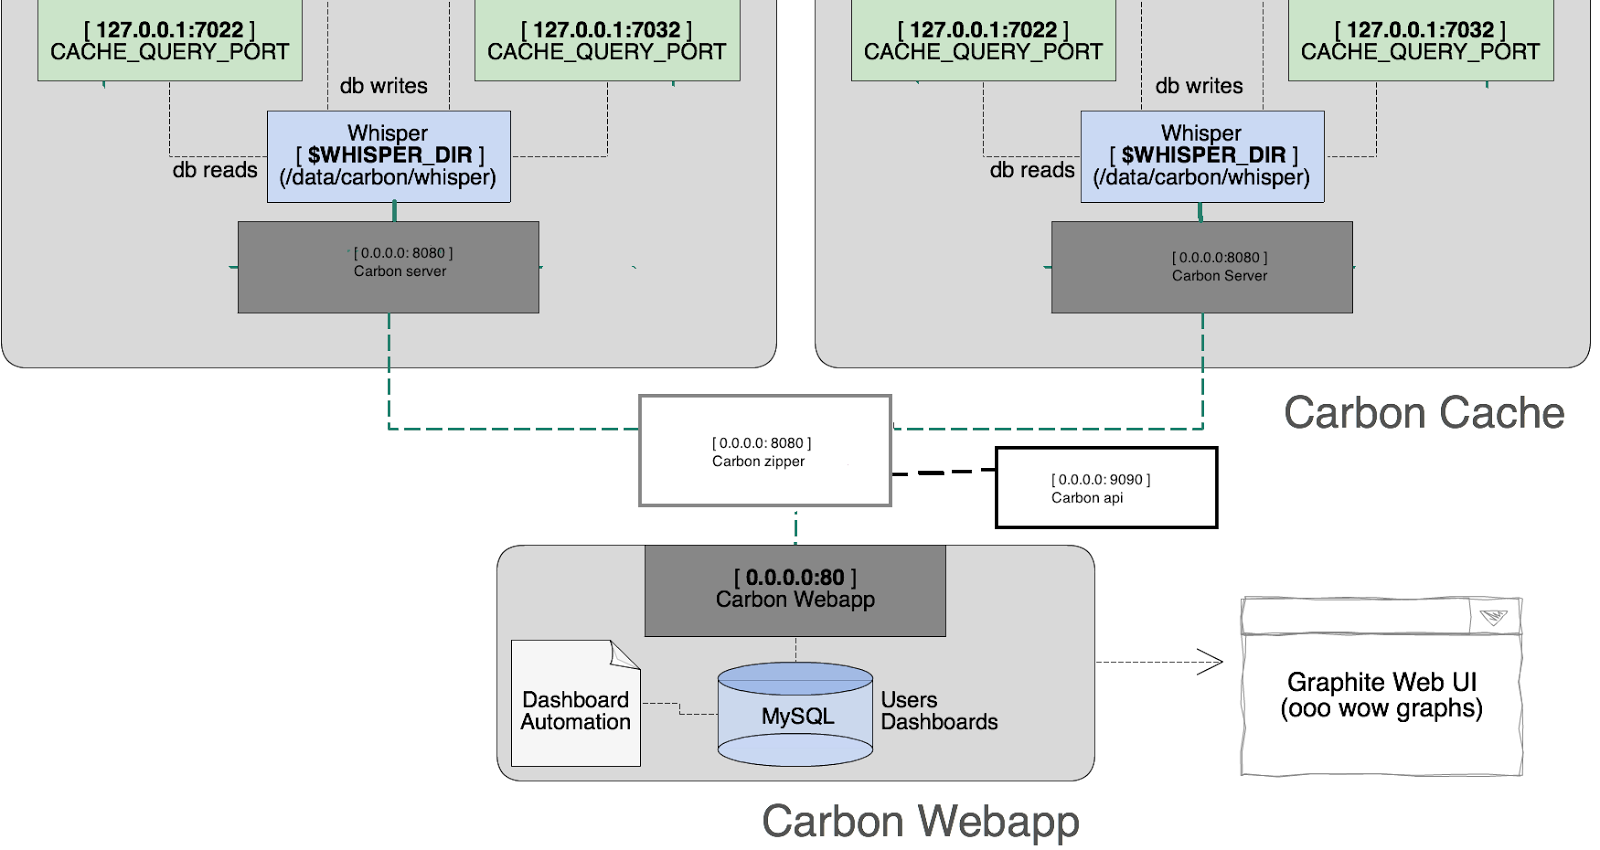 [ 127.0.0.1:7022 ]
CACHE_QUERY_PORT
[ 127.0.0.1:7032 ]
CACHE_QUERY_PORT
db writes
Whisper
[ $WHISPER_DIR ]
(/data/carbon/whisper)
db reads
[ 0.0.0.0: 8080 ]
Carbon server
[ 127.0.0.1:7022 ]
CACHE_QUERY_PORT
[ 127.0.0.1:7032 ]
CACHE_QUERY_PORT
db writes
Whisper
[ $WHISPER_DIR ]
(/data/carbon/whisper)
db reads
[ 0.0.0.0:8080 ]
Carbon Server
Carbon Cache
[ 0.0.0.0: 8080 ]
Carbon zipper
[ 0.0.0.0: 9090 ]
Carbon api
[ 0.0.0.0:80 ]
Carbon Webapp
Dashboard
Automation
MySQL
Users
Dashboards
Graphite Web UI
(ooo wow graphs)
Carbon Webapp